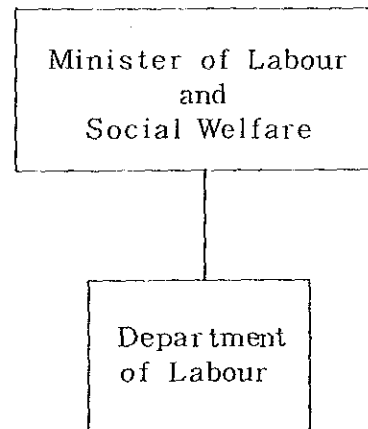 Minister of Labour
and
Social Welfare
Department
of Labour